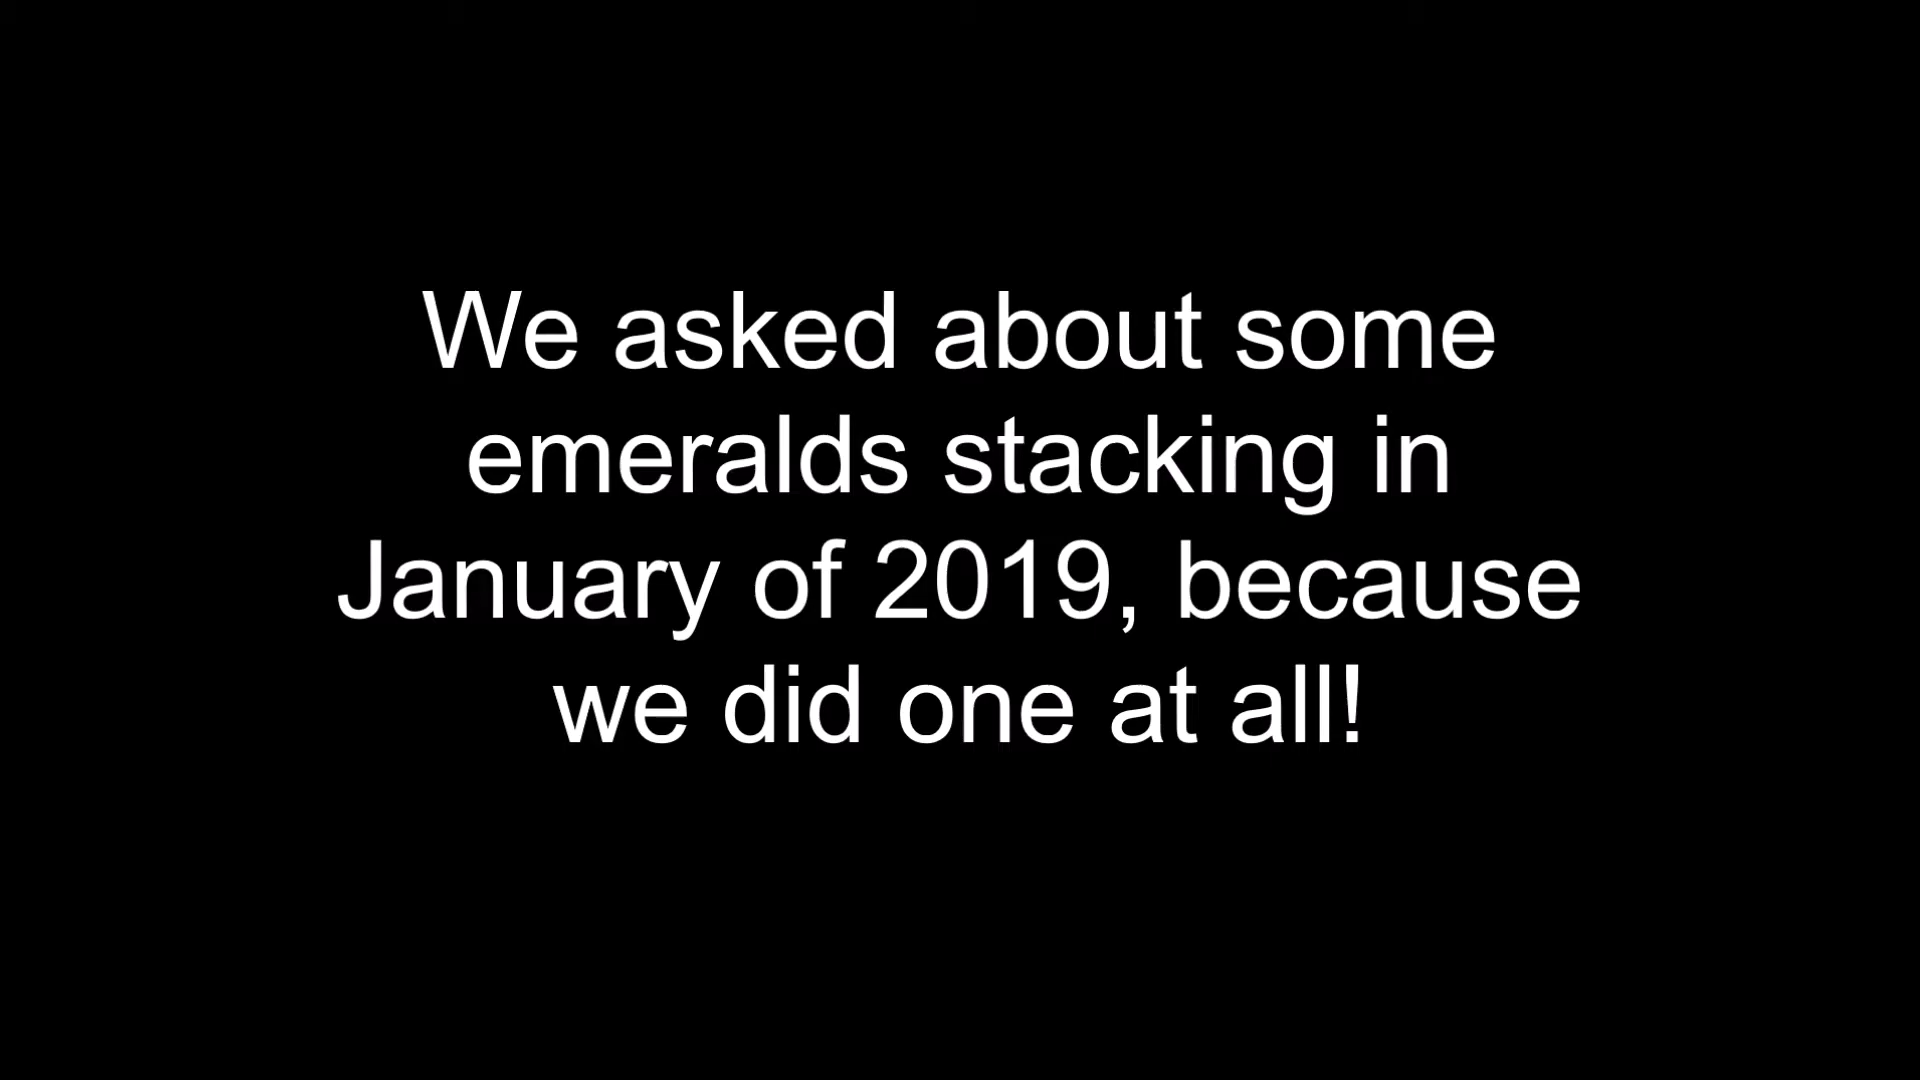 We asked about some
emeralds stacking in
January of 2019, because
we did one at all!